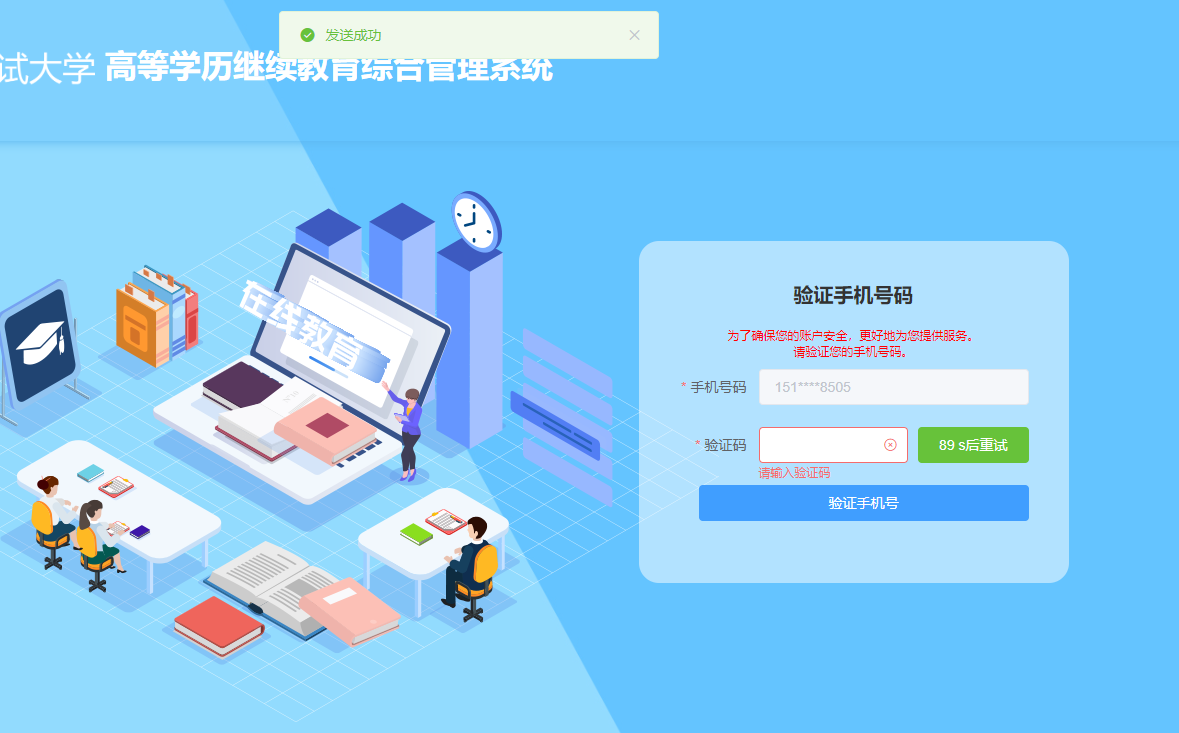 发送成功
试大学 高等学历继续教育综合管理系统
在线教育
验证手机号码
为了确保您的账户安全，更好地为您提供服务。
请验证您的手机号码。
* 手机号码 151****8505
* 验证码 89 s后重试
请输入验证码
验证手机号